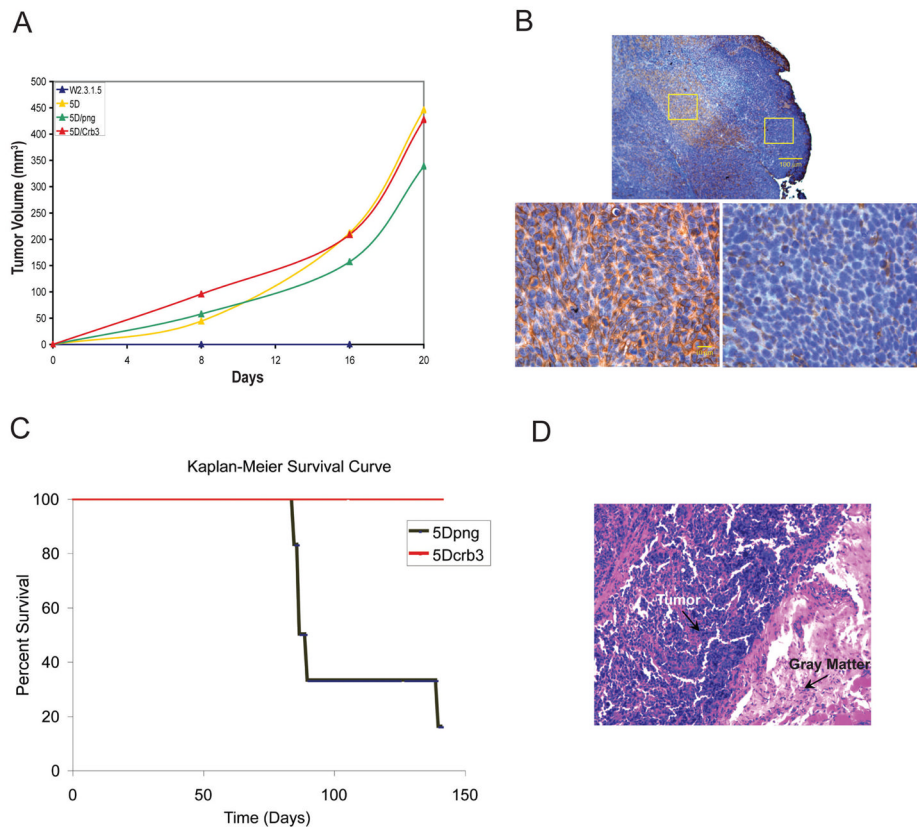 A
500
450
400
350
300
250
200
150
100
50
0
Tumor Volume (mm³)
W2.3.1.5
5D
5D/png
5D/Crb3
0 4 8 12 16 20
Days
B
100 µm
C
Kaplan-Meier Survival Curve
100
80
60
40
20
0
Percent Survival
5Dpng
5Dcrb3
0 50 100 150
Time (Days)
D
Tumor
Gray Matter